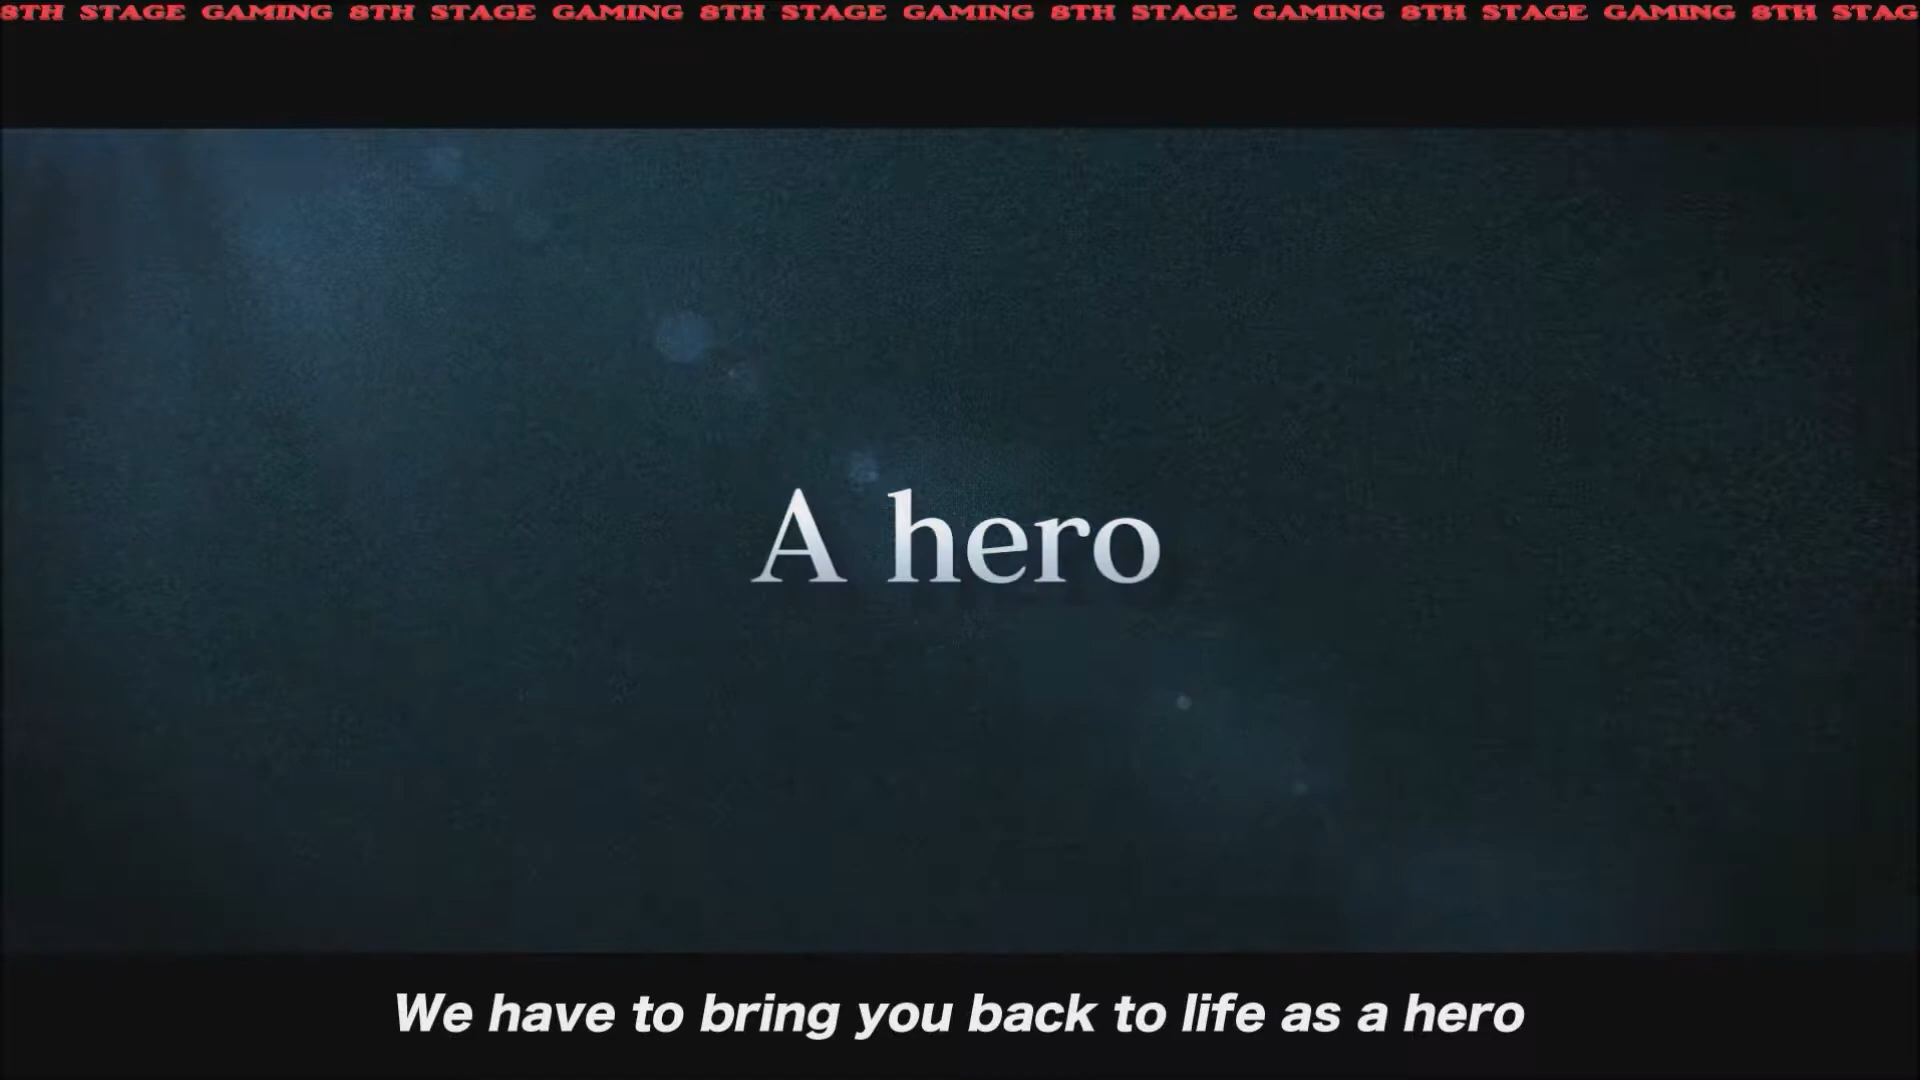 8TH STAGE GAMING 8TH STAGE GAMING 8TH STAGE GAMING 8TH STAGE GAMING 8TH STAGE GAMING 8TH STAG
A hero
We have to bring you back to life as a hero